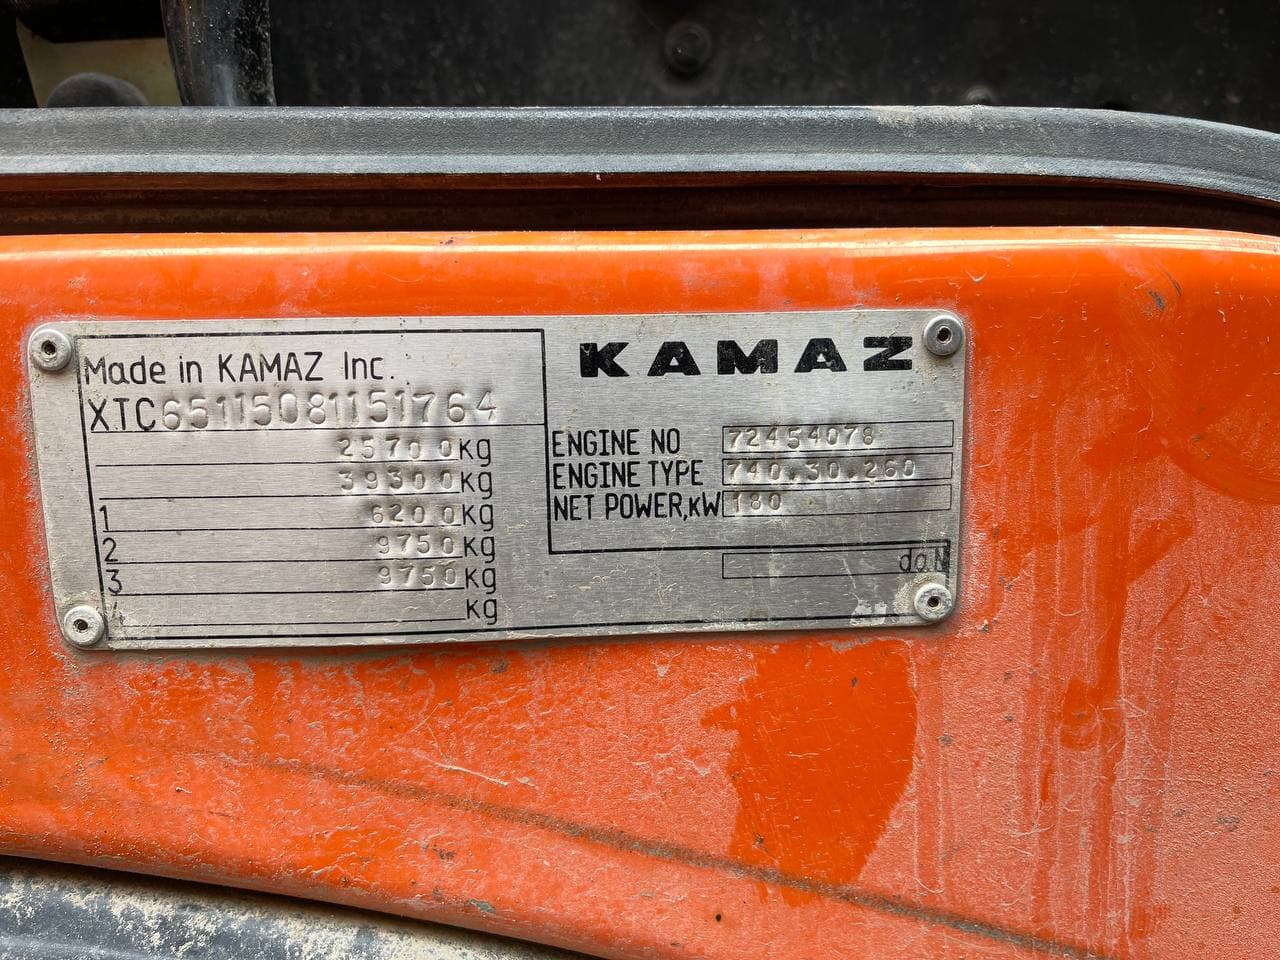 Made in KAMAZ Inc.
XTC65115081151764
25700kg
39300kg
1 6200kg
2 9750kg
3 9750kg
4 kg
KAMAZ
ENGINE NO 72454078
ENGINE TYPE 740.30.260
NET POWER,KW 180
daN